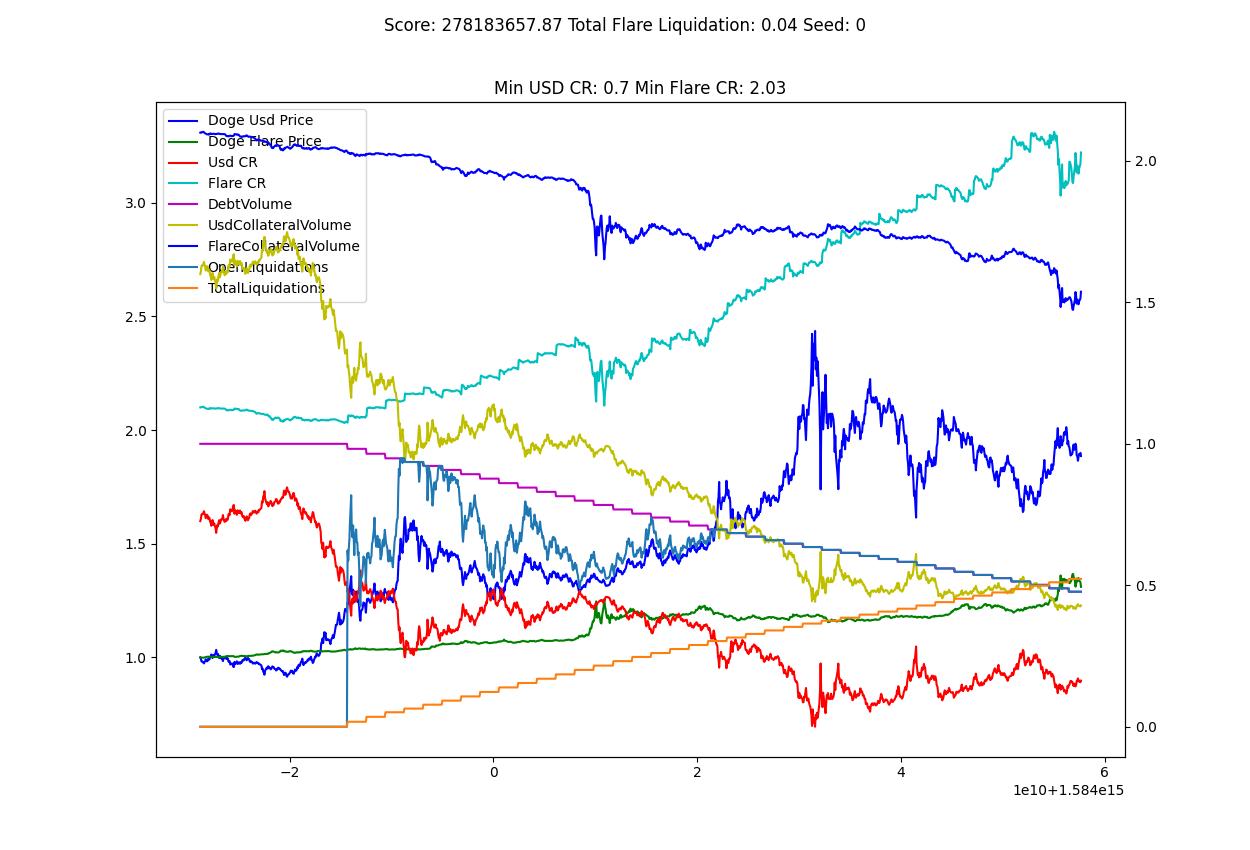 Score: 278183657.87 Total Flare Liquidation: 0.04 Seed: 0
Min USD CR: 0.7 Min Flare CR: 2.03
Doge Usd Price
Doge Flare Price
Usd CR
Flare CR
DebtVolume
UsdCollateralVolume
FlareCollateralVolume
OpenLiquidations
TotalLiquidations
3.0
2.5
2.0
1.5
1.0
2.0
1.5
1.0
0.5
0.0
−2
0
2
4
6
1e10+1.584e15